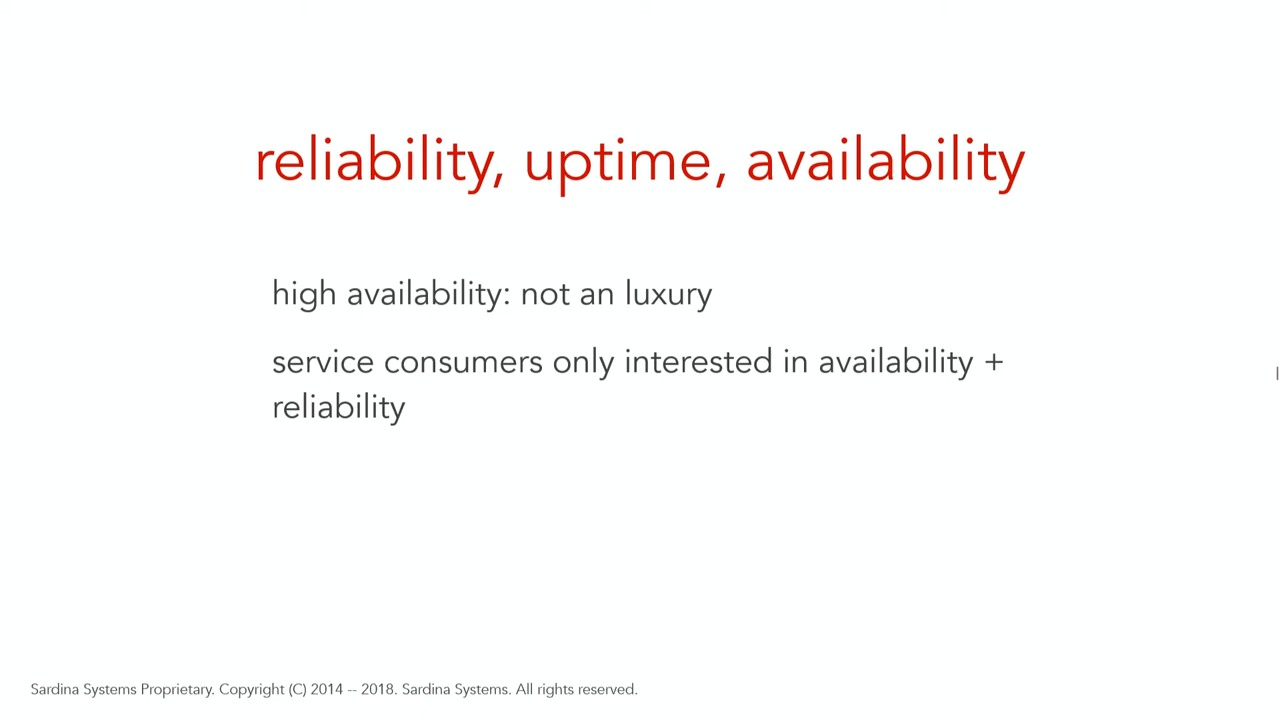 reliability, uptime, availability
high availability: not an luxury
service consumers only interested in availability +
reliability
Sardina Systems Proprietary. Copyright (C) 2014 -- 2018. Sardina Systems. All rights reserved.